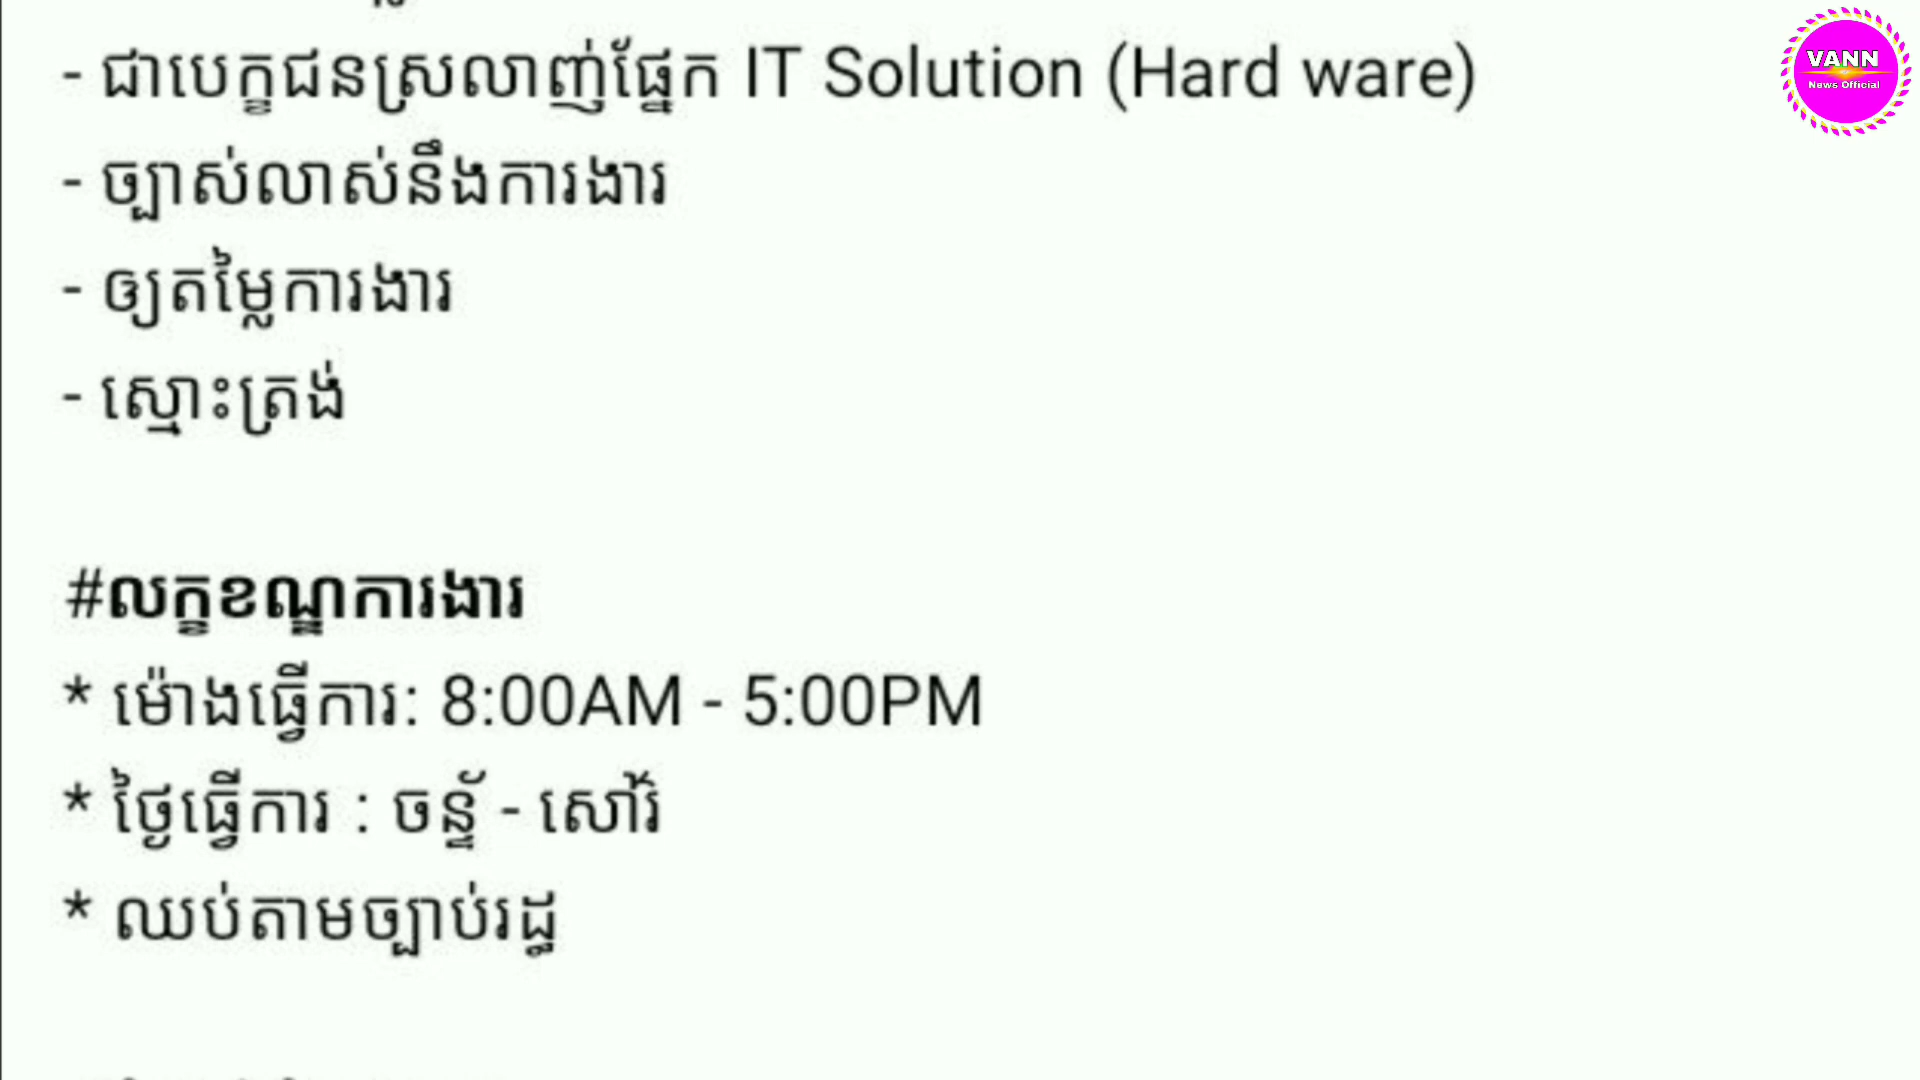 - ជាបេក្ខជនស្រលាញ់ផ្នែក IT Solution (Hard ware)
VANN
News Official
- ច្បាស់លាស់នឹងការងារ
- ឲ្យតម្លៃការងារ
- ស្មោះត្រង់
#លក្ខខណ្ឌការងារ
* ម៉ោងធ្វើការ: 8:00AM - 5:00PM
* ថ្ងៃធ្វើការ : ចន្ទ័ - សៅរ៍
* ឈប់តាមច្បាប់រដ្ឋ